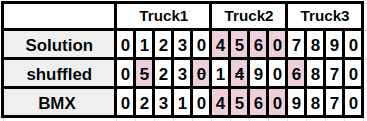 Truck1 Truck2 Truck3
Solution 0 1 2 3 0 4 5 6 0 7 8 9 0
shuffled 0 5 2 3 0 1 4 9 0 6 8 7 0
BMX 0 2 3 1 0 4 5 6 0 9 8 7 0